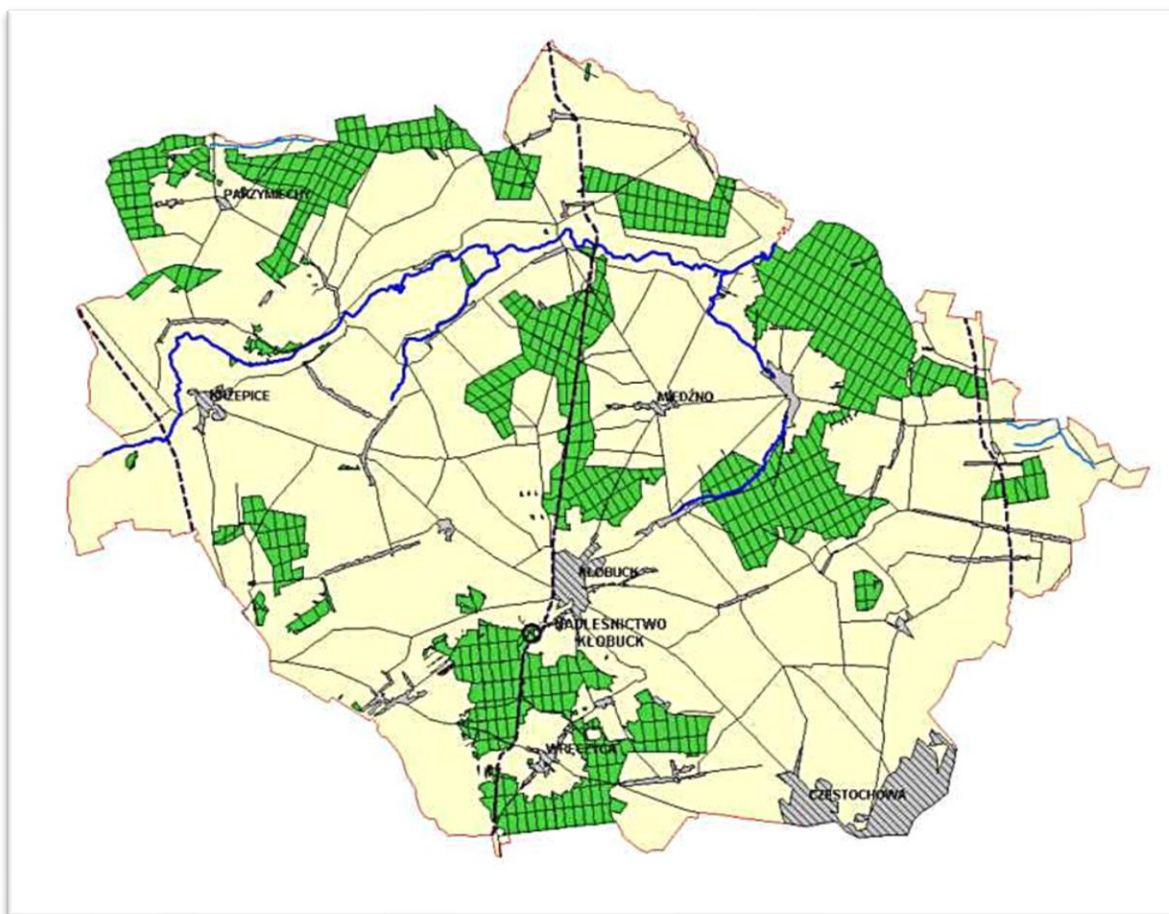 PARZYMIECHY
KRZEPICE
MIEDŹNO
KŁOBUCK
NADLEŚNICTWO
KŁOBUCK
WRĘCZYCA
CZĘSTOCHOWA